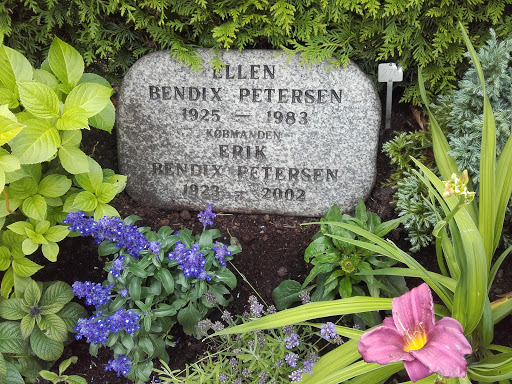 ELLEN
BENDIX PETERSEN
1925 — 1983
KØBMANDEN
ERIK
BENDIX PETERSEN
1923 — 2002